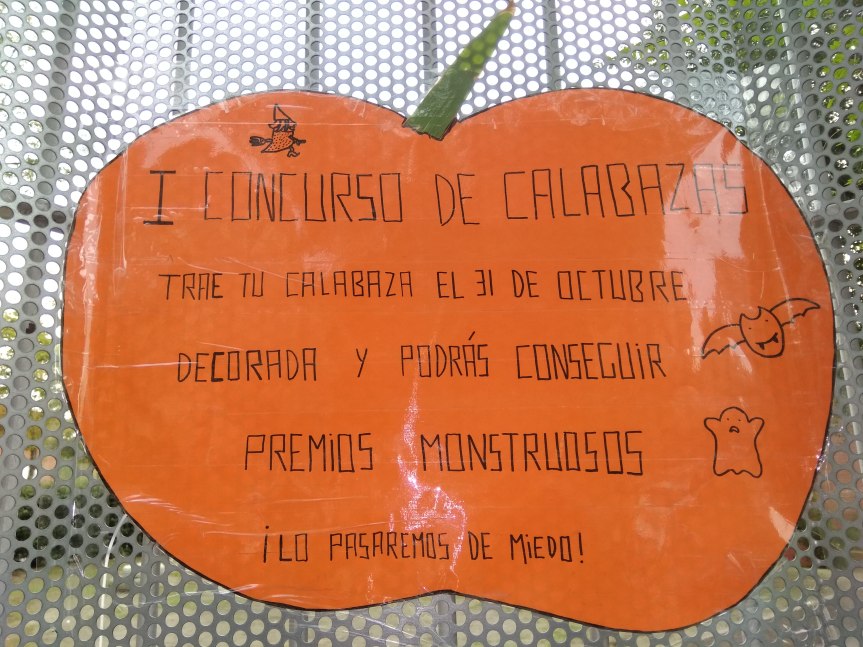 I CONCURSO DE CALABAZAS
TRAE TU CALABAZA EL 31 DE OCTUBRE
DECORADA Y PODRÁS CONSEGUIR
PREMIOS MONSTRUOSOS
¡LO PASAREMOS DE MIEDO!